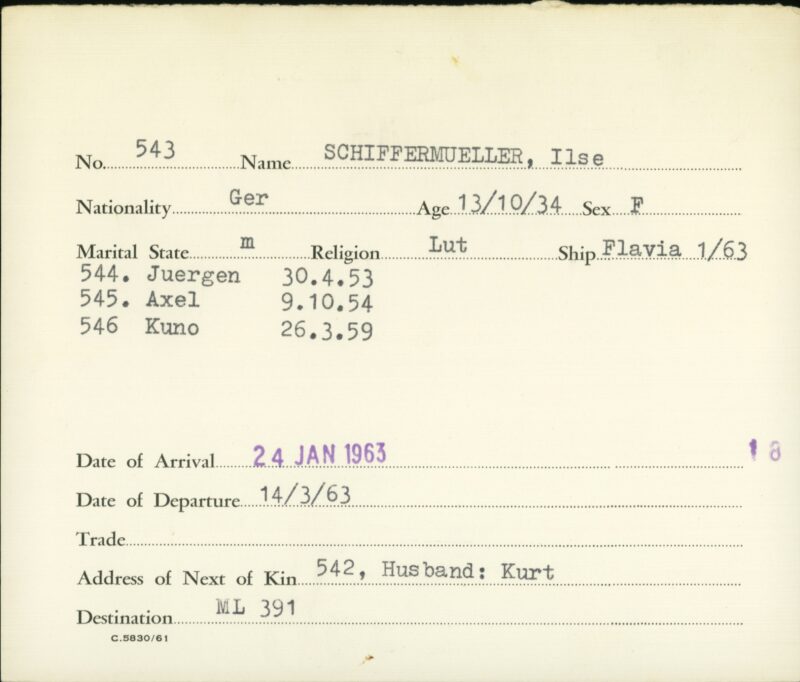 No. 543 Name SCHIFFERMUELLER, Ilse
Nationality Ger Age 13/10/34 Sex F
Marital State m Religion Lut Ship Flavia 1/63
544. Juergen 30.4.53
545. Axel 9.10.54
546 Kuno 26.3.59
Date of Arrival 24 JAN 1963 18
Date of Departure 14/3/63
Trade
Address of Next of Kin 542, Husband: Kurt
Destination ML 391
C.5830/61